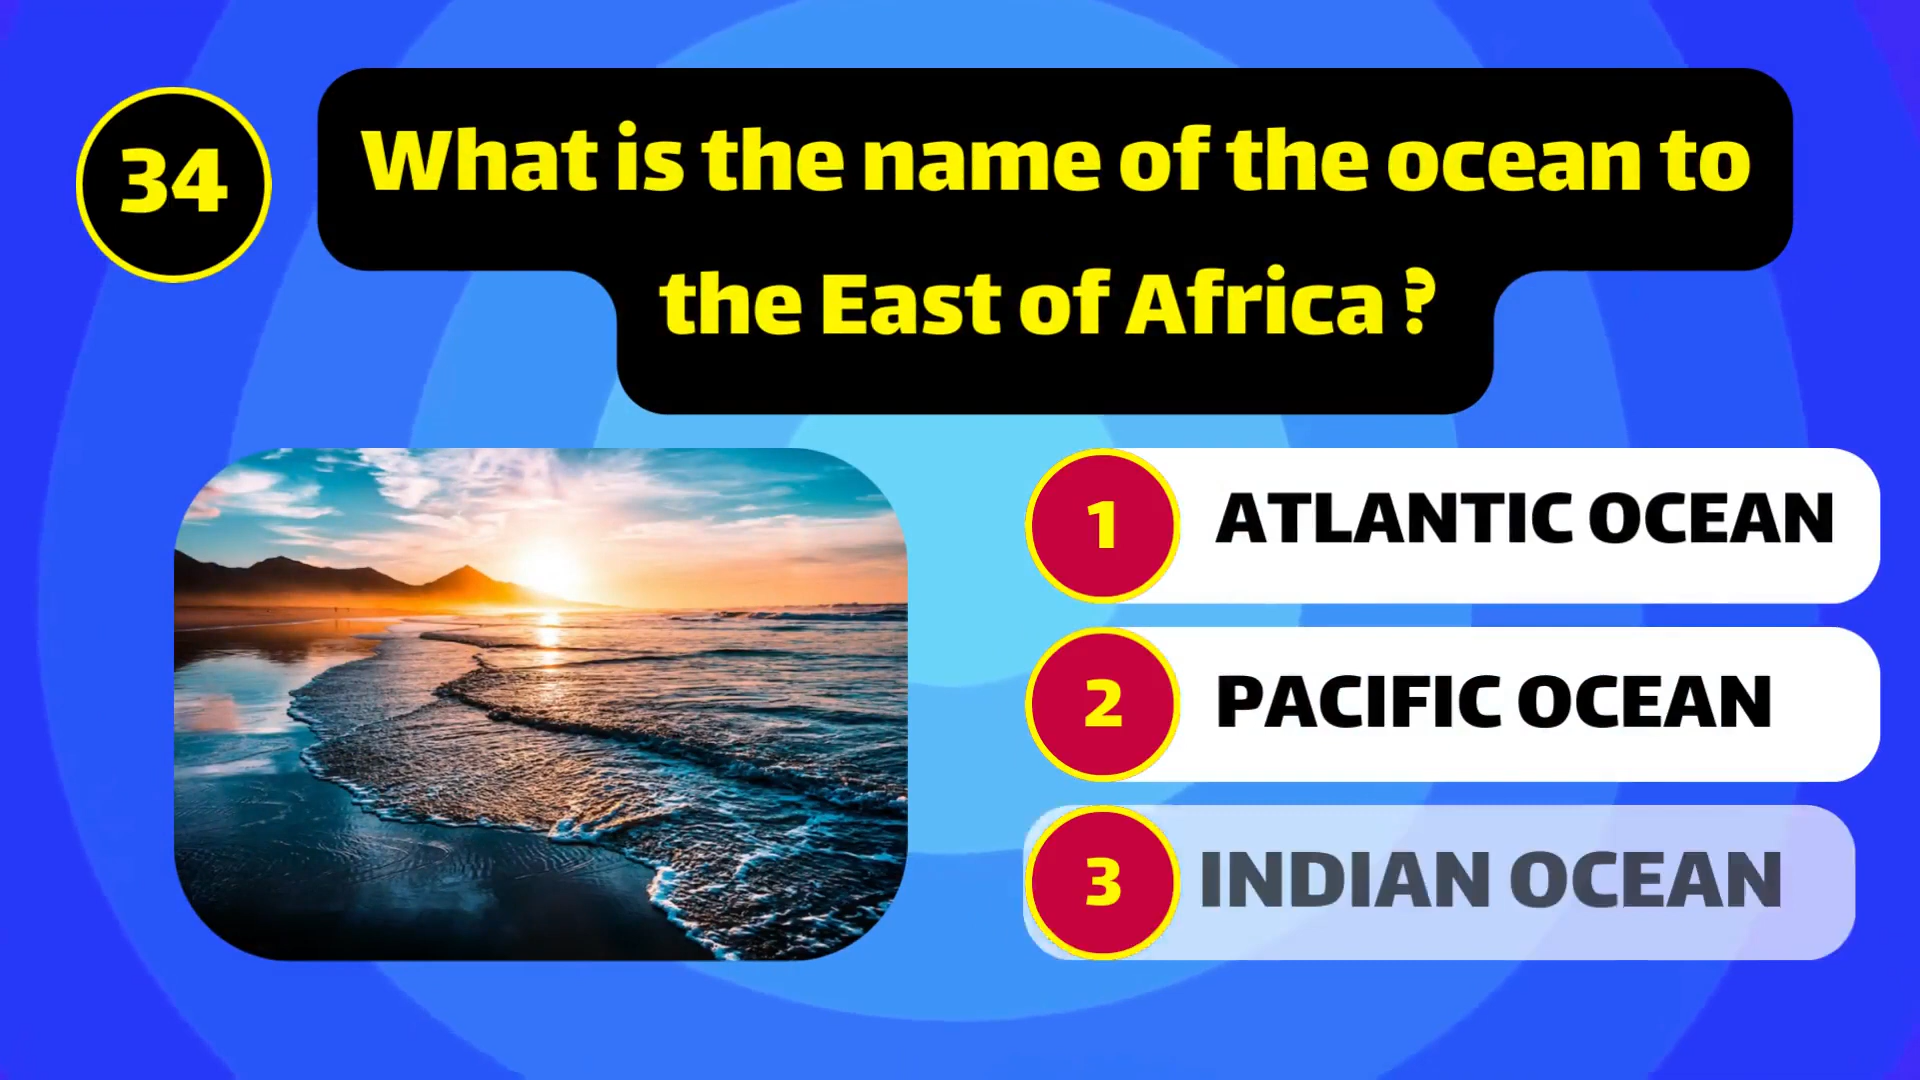 34
What is the name of the ocean to
the East of Africa ?
1 ATLANTIC OCEAN
2 PACIFIC OCEAN
3 INDIAN OCEAN